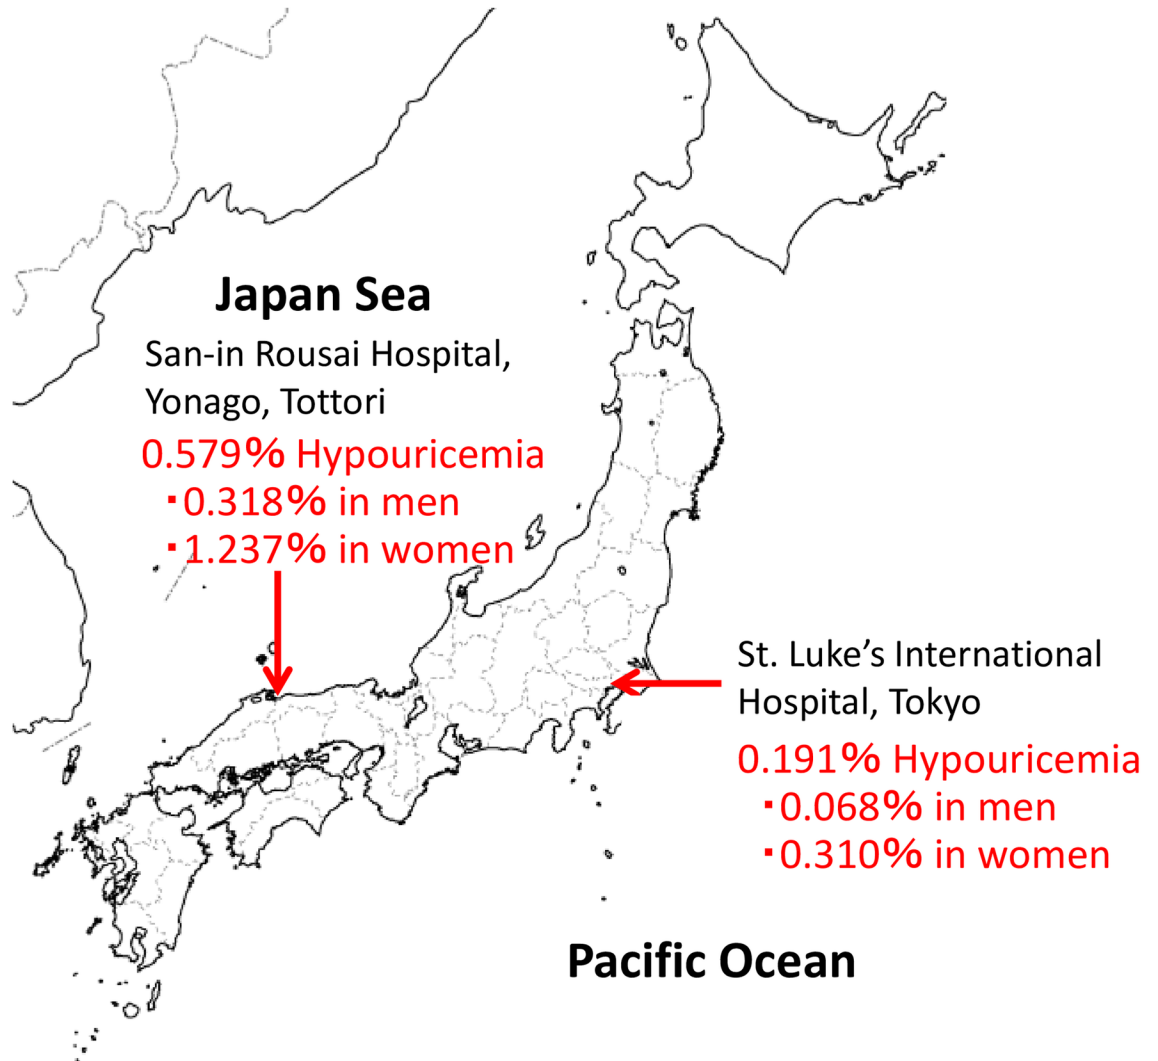 Japan Sea
San-in Rousai Hospital,
Yonago, Tottori
0.579% Hypouricemia
・0.318% in men
・1.237% in women
St. Luke’s International
Hospital, Tokyo
0.191% Hypouricemia
・0.068% in men
・0.310% in women
Pacific Ocean